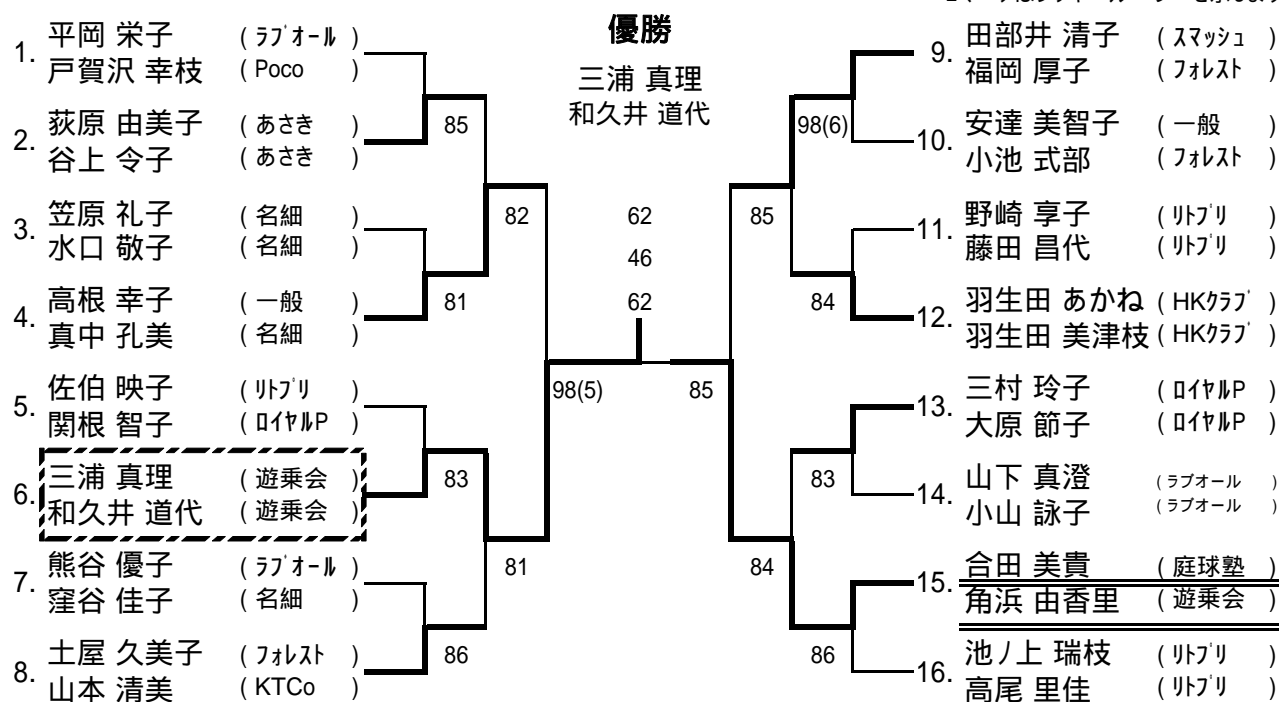 優勝
三浦 真理
和久井 道代
1. 平岡 栄子 (ラブオール)
戸賀沢 幸枝 (Poco)
2. 荻原 由美子 (あさき)
谷上 令子 (あさき)
3. 笠原 礼子 (名細)
水口 敬子 (名細)
4. 高根 幸子 (一般)
真中 孔美 (名細)
5. 佐伯 映子 (リトプリ)
関根 智子 (ロイヤルP)
6. 三浦 真理 (遊乗会)
和久井 道代 (遊乗会)
7. 熊谷 優子 (ラブオール)
窪谷 佳子 (名細)
8. 土屋 久美子 (フォレスト)
山本 清美 (KTCo)
85
81
83
86
82
81
98(5)
62
46
62
85
85
84
98(6)
84
83
86
9. 田部井 清子 (スマッシュ)
福岡 厚子 (フォレスト)
10. 安達 美智子 (一般)
小池 式部 (フォレスト)
11. 野崎 享子 (リトプリ)
藤田 昌代 (リトプリ)
12. 羽生田 あかね (HKクラブ)
羽生田 美津枝 (HKクラブ)
13. 三村 玲子 (ロイヤルP)
大原 節子 (ロイヤルP)
14. 山下 真澄 (ラブオール)
小山 詠子 (ラブオール)
15. 合田 美貴 (庭球塾)
角浜 由香里 (遊乗会)
16. 池ノ上 瑞枝 (リトプリ)
高尾 里佳 (リトプリ)